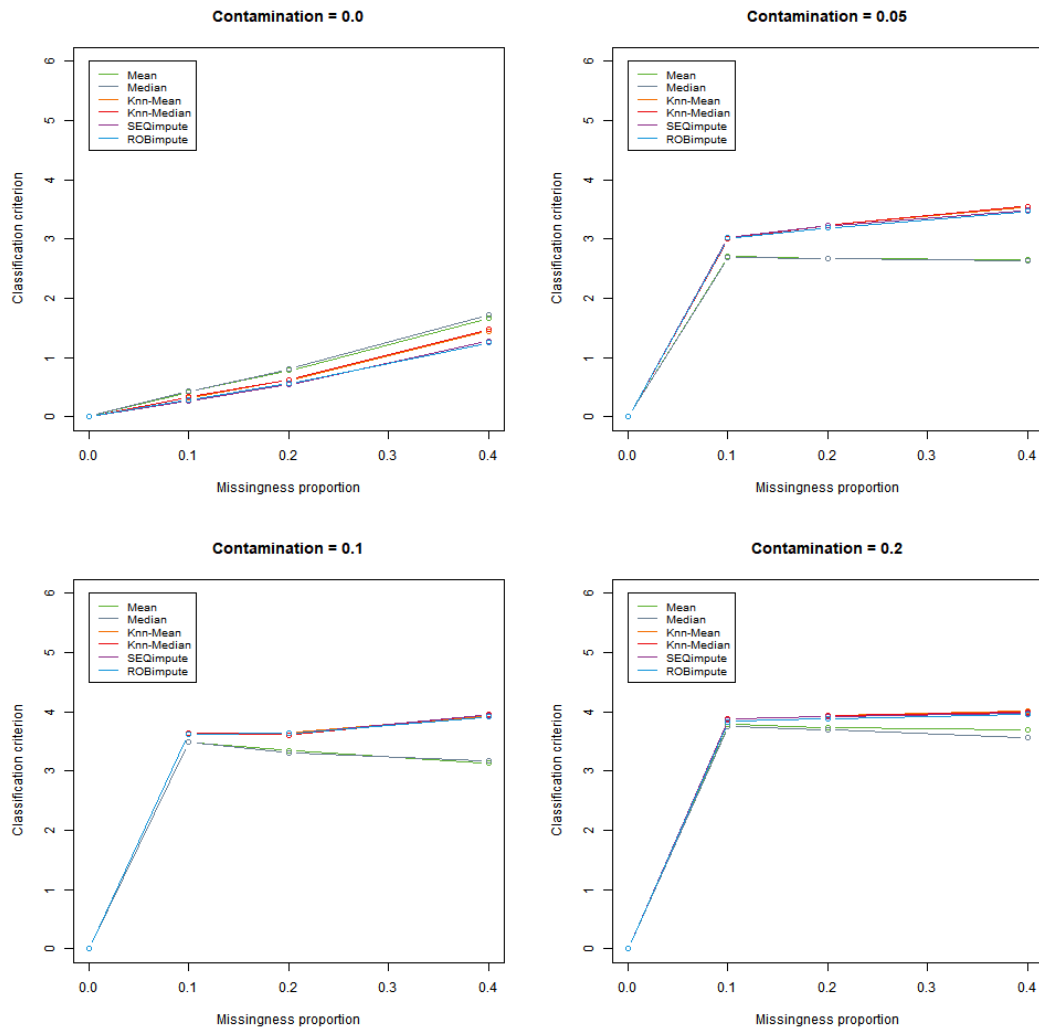 Contamination = 0.0
6
5
4
3
2
1
0
Classification criterion
Mean
Median
Knn-Mean
Knn-Median
SEQimpute
ROBimpute
0.0 0.1 0.2 0.3 0.4
Missingness proportion
Contamination = 0.05
6
5
4
3
2
1
0
Classification criterion
Mean
Median
Knn-Mean
Knn-Median
SEQimpute
ROBimpute
0.0 0.1 0.2 0.3 0.4
Missingness proportion
Contamination = 0.1
6
5
4
3
2
1
0
Classification criterion
Mean
Median
Knn-Mean
Knn-Median
SEQimpute
ROBimpute
0.0 0.1 0.2 0.3 0.4
Missingness proportion
Contamination = 0.2
6
5
4
3
2
1
0
Classification criterion
Mean
Median
Knn-Mean
Knn-Median
SEQimpute
ROBimpute
0.0 0.1 0.2 0.3 0.4
Missingness proportion